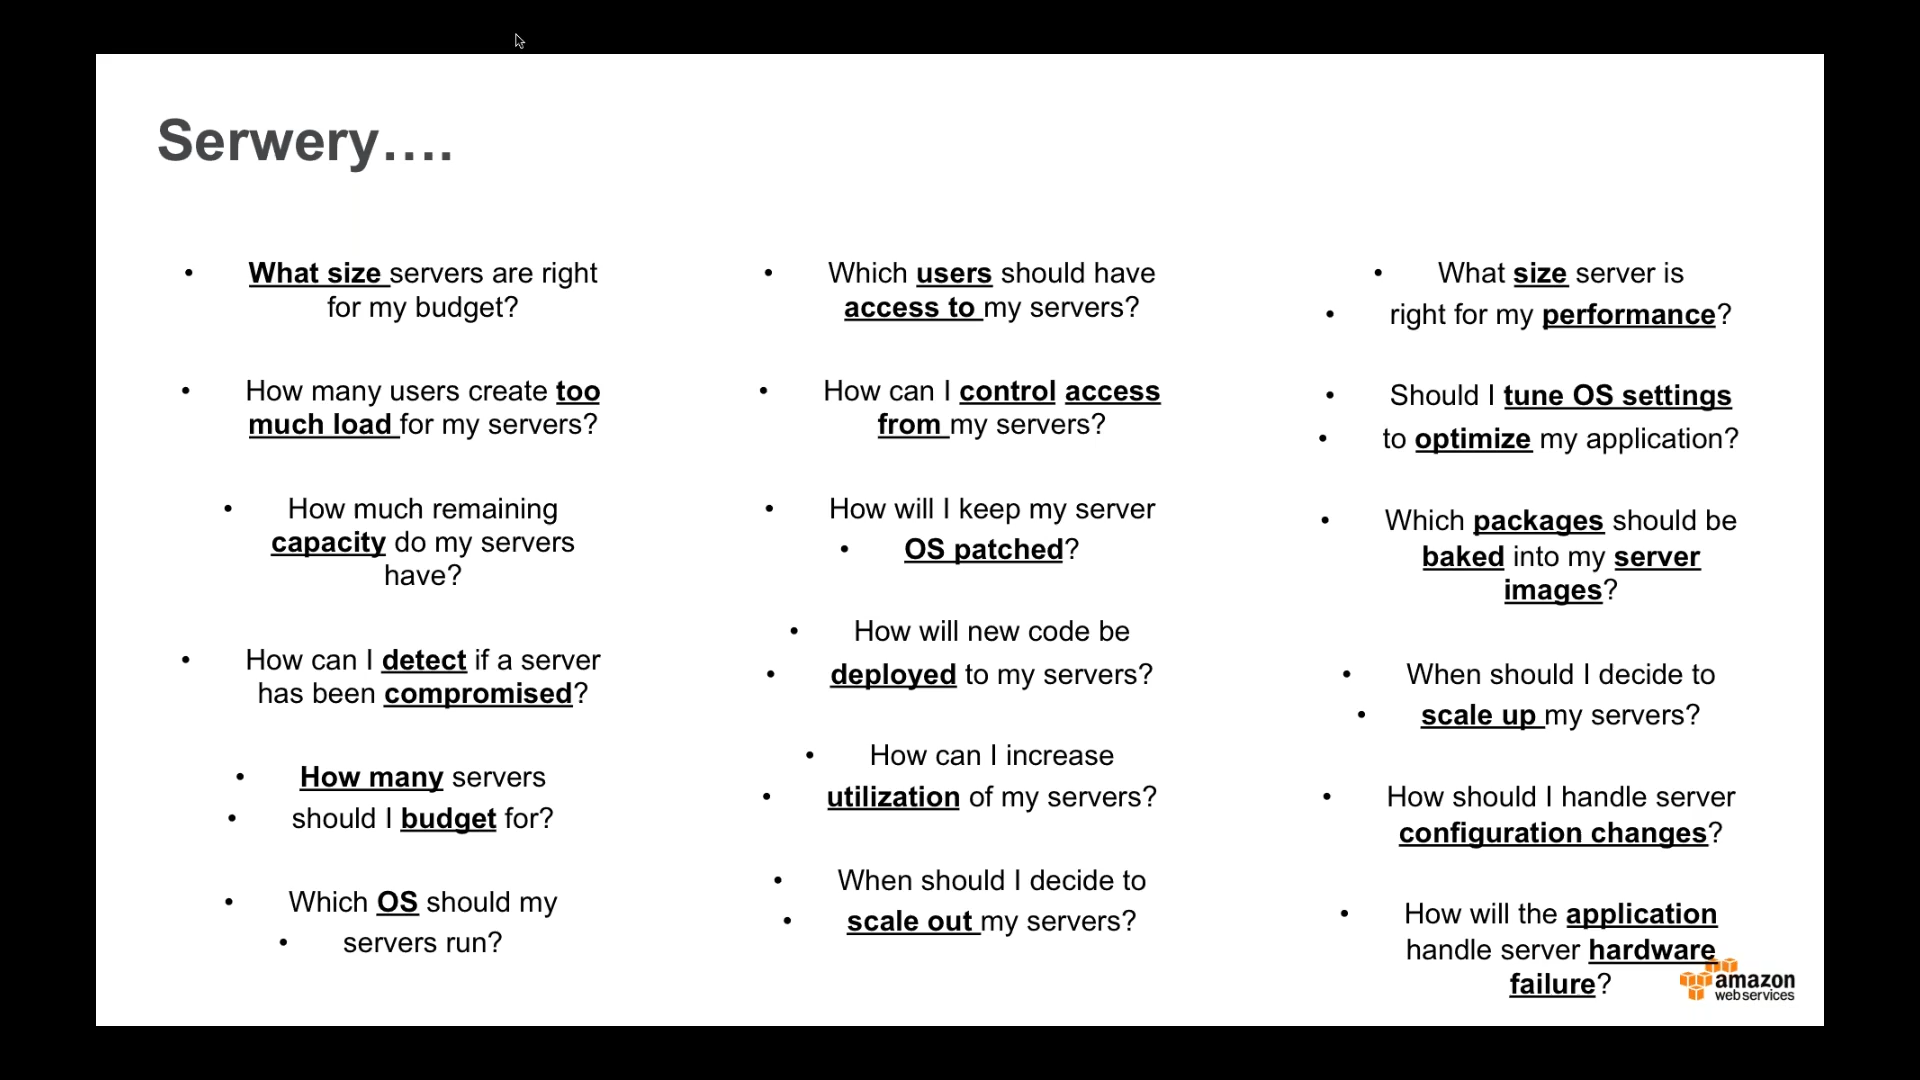 Serwery….
• What size servers are right
for my budget?
• How many users create too
much load for my servers?
• How much remaining
capacity do my servers
have?
• How can I detect if a server
has been compromised?
• How many servers
• should I budget for?
• Which OS should my
• servers run?
• Which users should have
access to my servers?
• How can I control access
from my servers?
• How will I keep my server
• OS patched?
• How will new code be
• deployed to my servers?
• How can I increase
• utilization of my servers?
• When should I decide to
• scale out my servers?
• What size server is
• right for my performance?
• Should I tune OS settings
• to optimize my application?
• Which packages should be
baked into my server
images?
• When should I decide to
• scale up my servers?
• How should I handle server
configuration changes?
• How will the application
handle server hardware
failure?
amazon
webservices